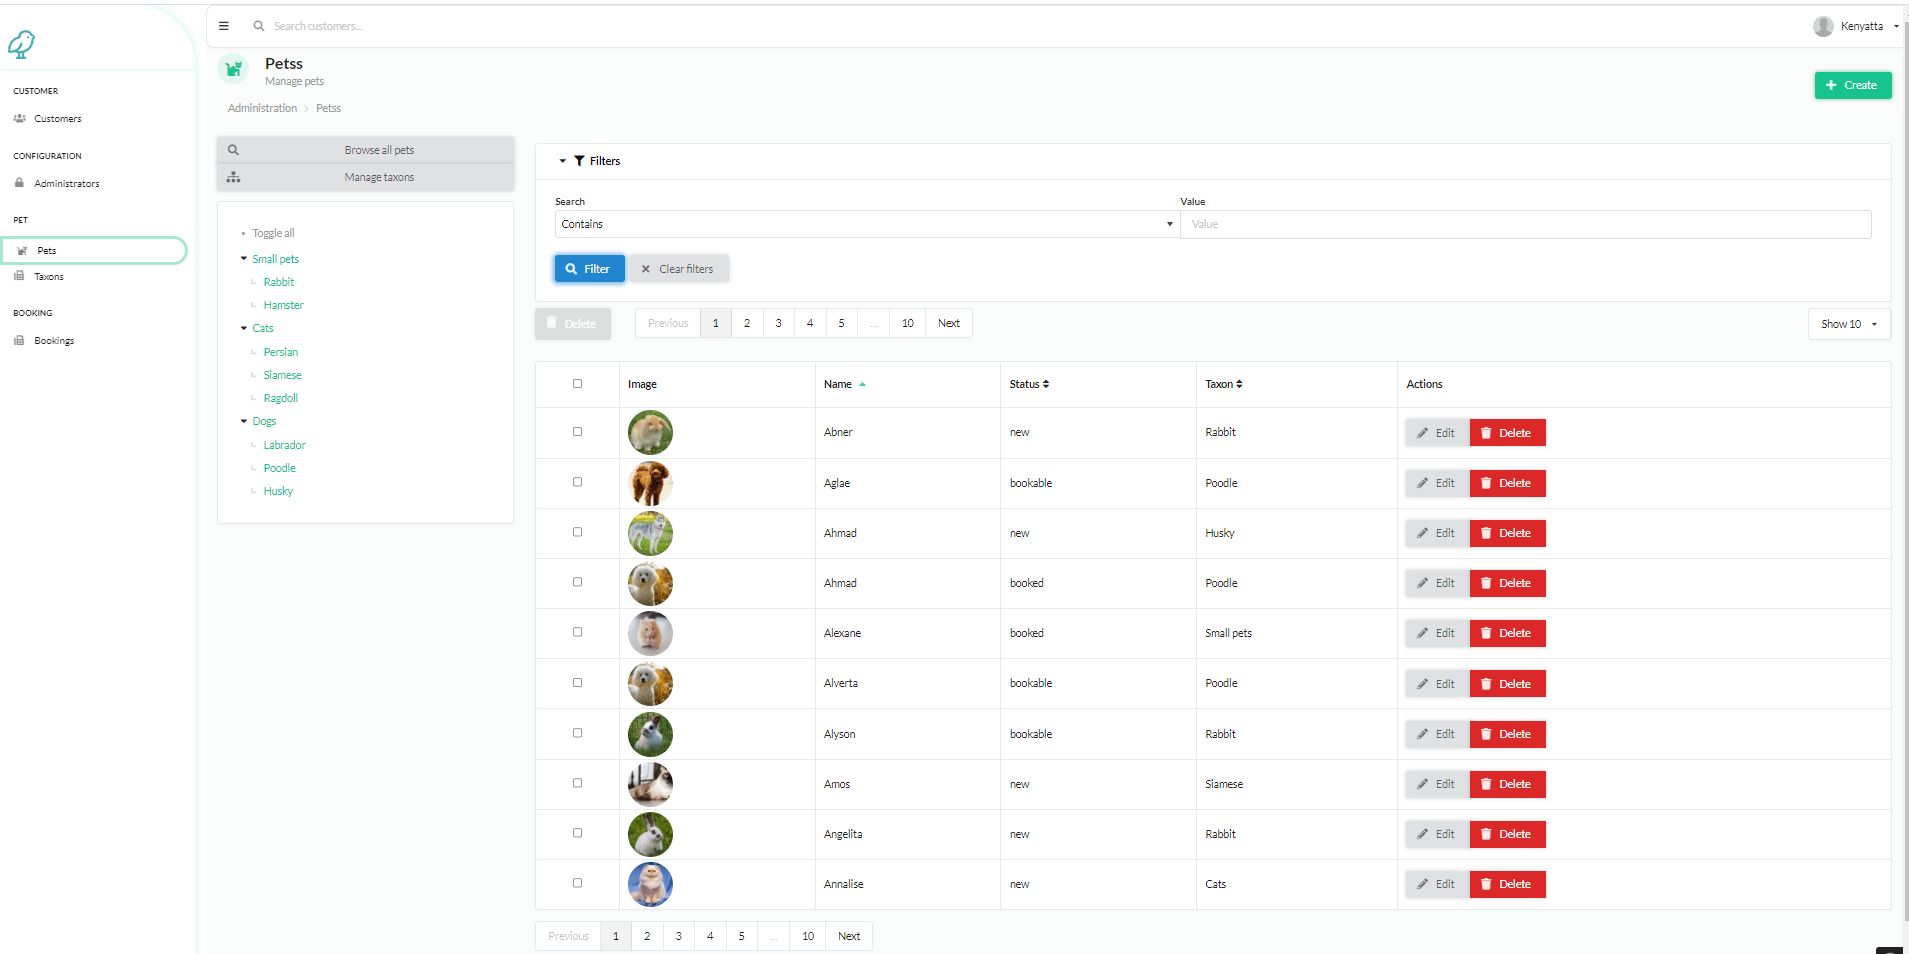 Search customers...
Kenyatta
CUSTOMER
Customers
CONFIGURATION
Administrators
PET
Pets
Taxons
BOOKING
Bookings
Petss
Manage pets
Administration > Petss
Create
Browse all pets
Manage taxons
Toggle all
Small pets
Rabbit
Hamster
Cats
Persian
Siamese
Ragdoll
Dogs
Labrador
Poodle
Husky
Filters
Search Value
Contains Value
Filter Clear filters
Delete Previous 1 2 3 4 5 ... 10 Next Show 10
Image Name Status Taxon Actions
Abner new Rabbit Edit Delete
Aglae bookable Poodle Edit Delete
Ahmad new Husky Edit Delete
Ahmad booked Poodle Edit Delete
Alexane booked Small pets Edit Delete
Alverta bookable Poodle Edit Delete
Alyson bookable Rabbit Edit Delete
Amos new Siamese Edit Delete
Angelita new Rabbit Edit Delete
Annalise new Cats Edit Delete
Previous 1 2 3 4 5 ... 10 Next